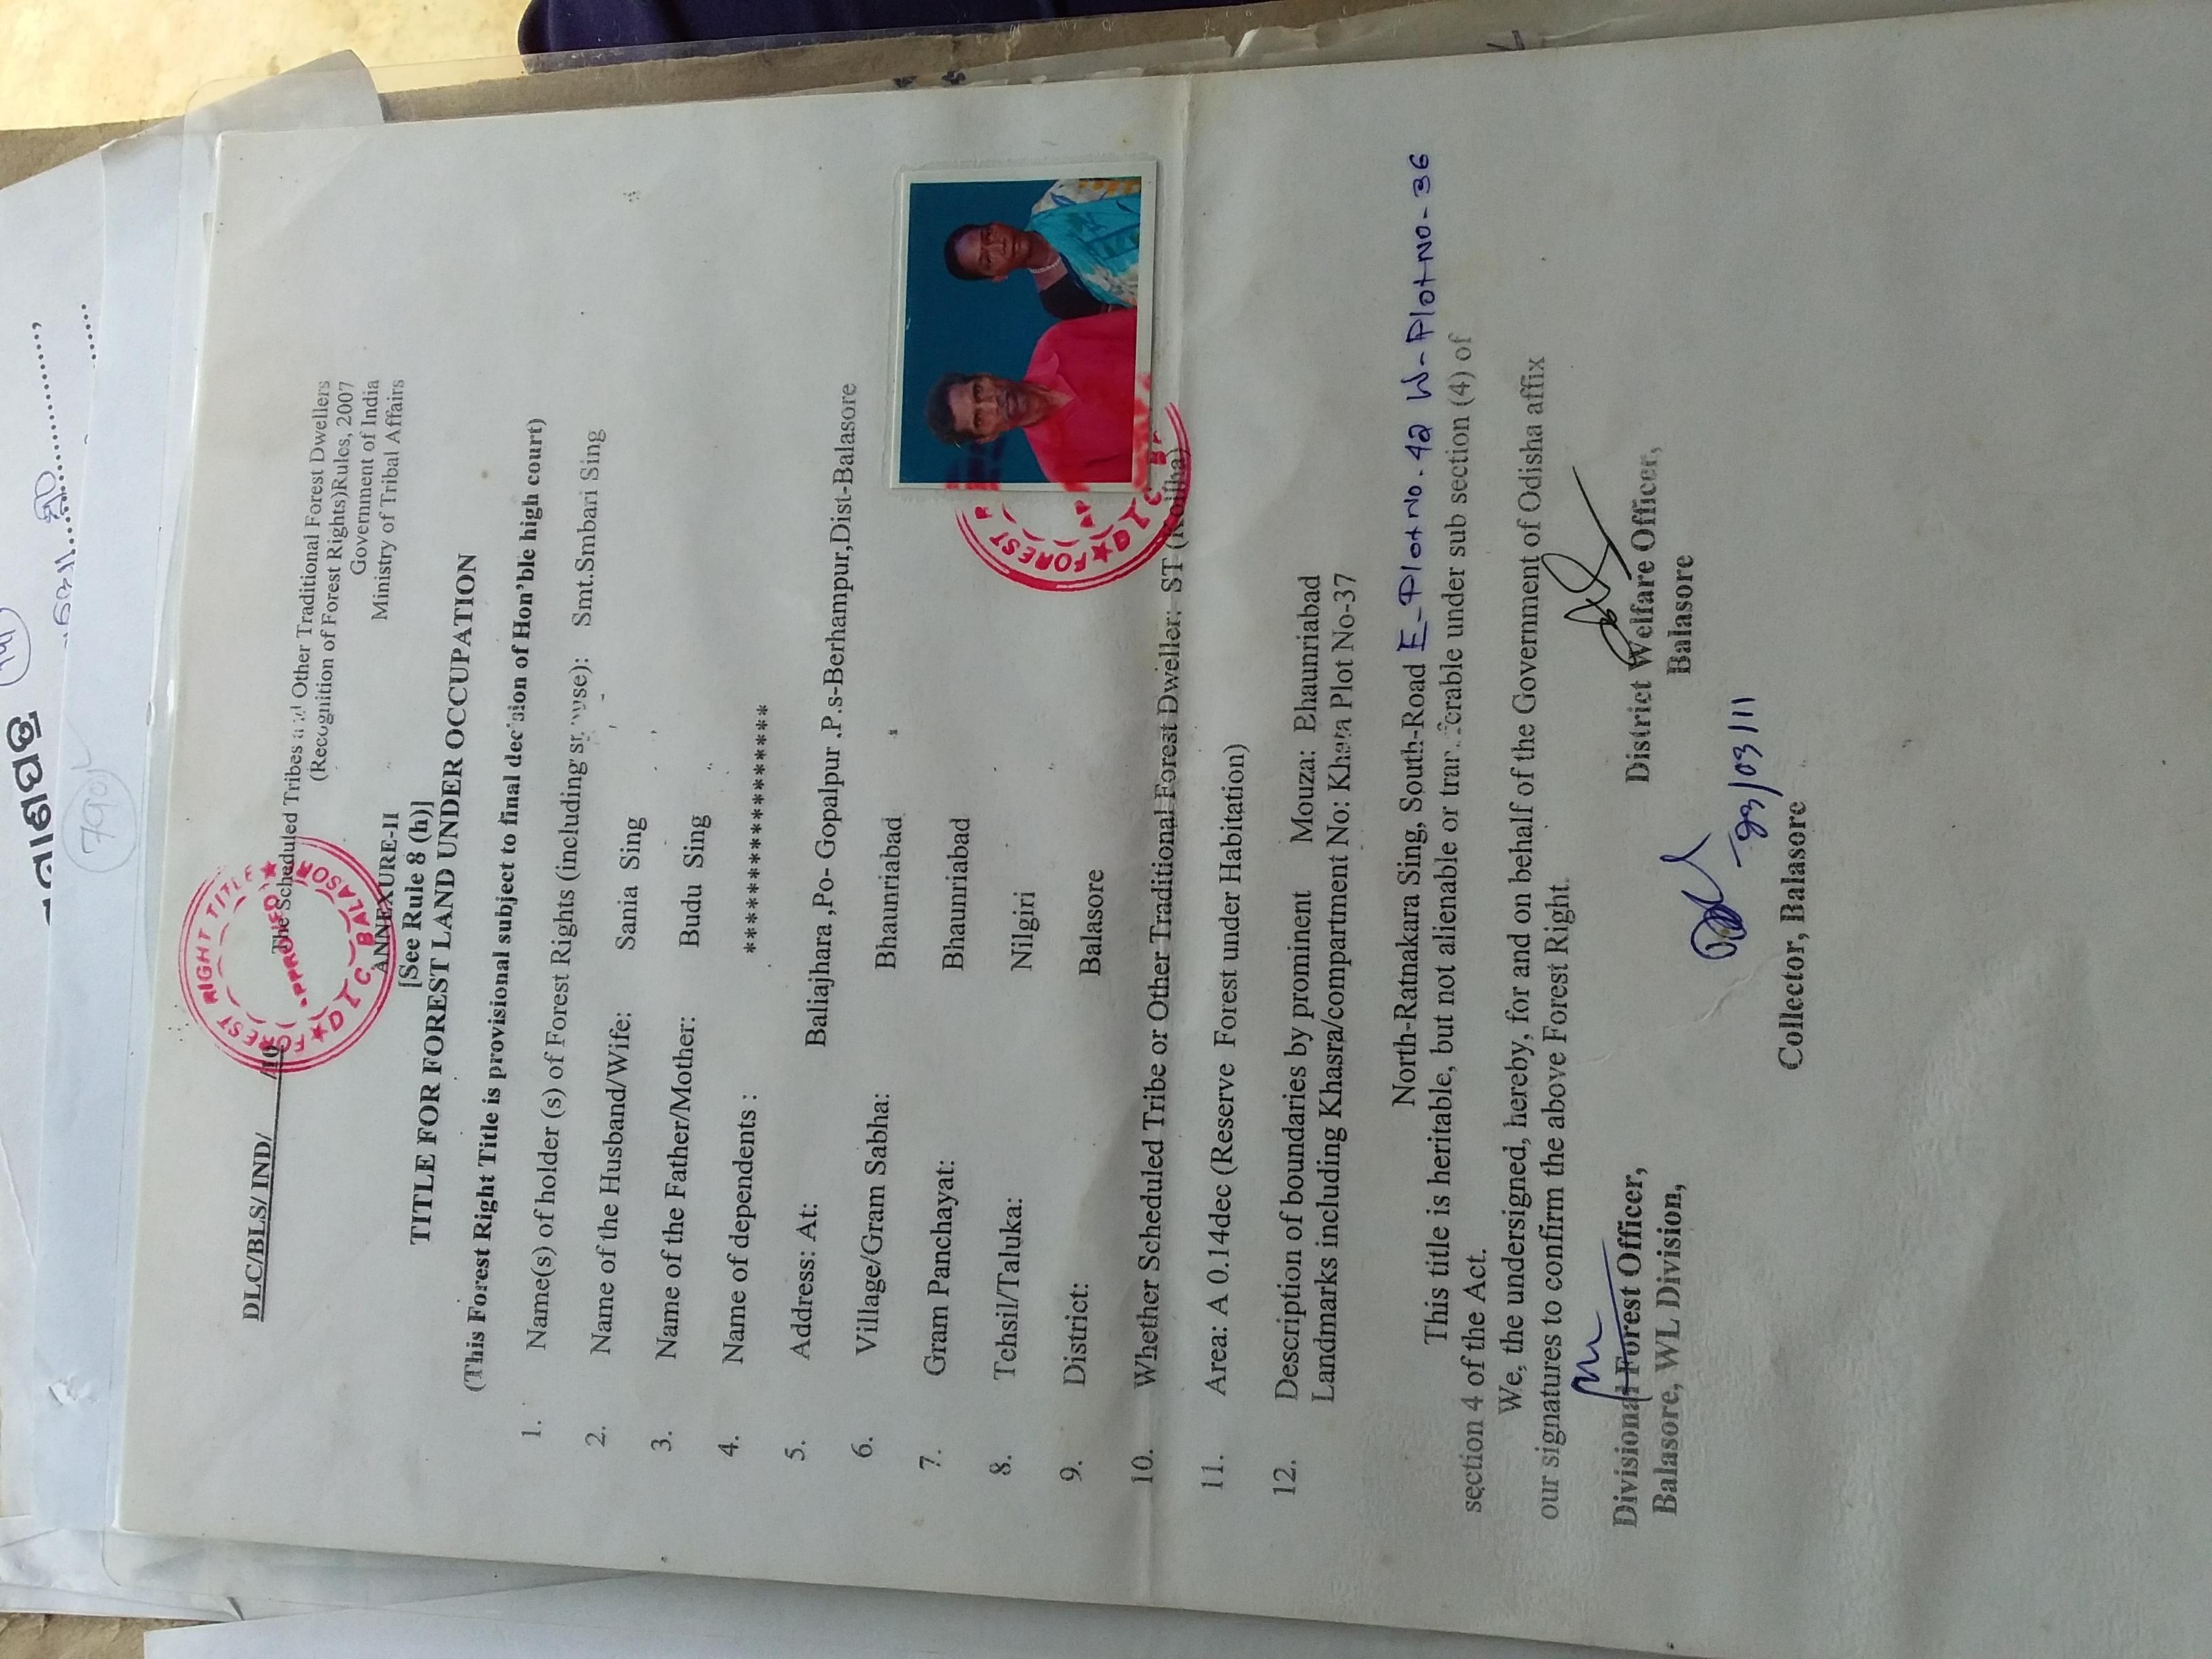 DLC/BLS/ IND/ /10
FOREST RIGHT TITLE
APPROVED
DLC BALASORE
The Scheduled Tribes and Other Traditional Forest Dwellers
(Recognition of Forest Rights)Rules, 2007
Government of India
Ministry of Tribal Affairs
ANNEXURE-II
[See Rule 8 (h)]
TITLE FOR FOREST LAND UNDER OCCUPATION
(This Forest Right Title is provisional subject to final decision of Hon'ble high court)
1. Name(s) of holder (s) of Forest Rights (including spouse): Smt.Smbari Sing
2. Name of the Husband/Wife: Sania Sing
3. Name of the Father/Mother: Budu Sing
4. Name of dependents : ******************
5. Address: At: Baliajhara ,Po- Gopalpur ,P.s-Berhampur,Dist-Balasore
6. Village/Gram Sabha: Bhaunriabad
7. Gram Panchayat: Bhaunriabad
8. Tehsil/Taluka: Nilgiri
9. District: Balasore
10. Whether Scheduled Tribe or Other Traditional Forest Dweller: ST (Kolha)
11. Area: A 0.14dec (Reserve Forest under Habitation)
12. Description of boundaries by prominent Mouza: Bhaunriabad
Landmarks including Khasra/compartment No: Khata Plot No-37
North-Ratnakara Sing, South-Road E-Plot No. 42 W-Plot No-36
This title is heritable, but not alienable or transferable under sub section (4) of
section 4 of the Act.
We, the undersigned, hereby, for and on behalf of the Government of Odisha affix
our signatures to confirm the above Forest Right.
Divisional Forest Officer,
Balasore, WL Division,
District Welfare Officer,
Balasore
23/03/11
Collector, Balasore